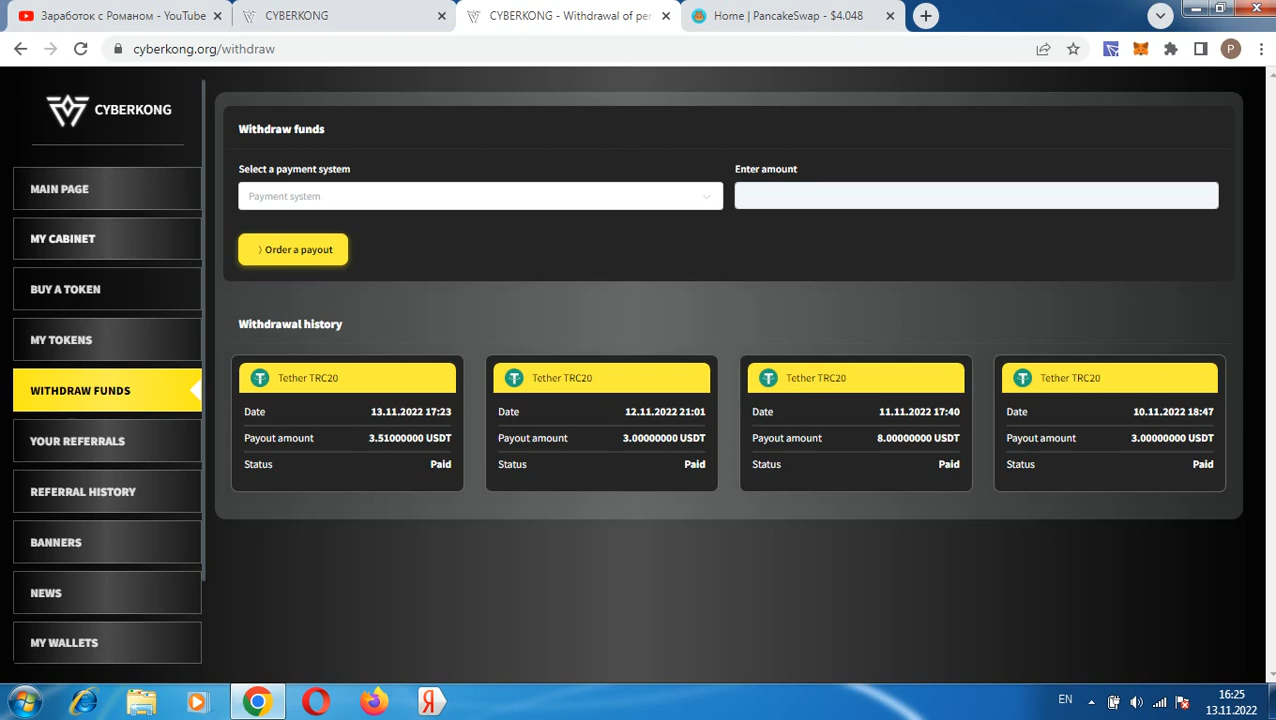 Заработок с Романом - YouTube
CYBERKONG
CYBERKONG - Withdrawal of per
Home | PancakeSwap - $4.048
cyberkong.org/withdraw
P
CYBERKONG
MAIN PAGE
MY CABINET
BUY A TOKEN
MY TOKENS
WITHDRAW FUNDS
YOUR REFERRALS
REFERRAL HISTORY
BANNERS
NEWS
MY WALLETS
Withdraw funds
Select a payment system
Enter amount
Payment system
Order a payout
Withdrawal history
Tether TRC20
Date 13.11.2022 17:23
Payout amount 3.51000000 USDT
Status Paid
Tether TRC20
Date 12.11.2022 21:01
Payout amount 3.00000000 USDT
Status Paid
Tether TRC20
Date 11.11.2022 17:40
Payout amount 8.00000000 USDT
Status Paid
Tether TRC20
Date 10.11.2022 18:47
Payout amount 3.00000000 USDT
Status Paid
EN
16:25
13.11.2022